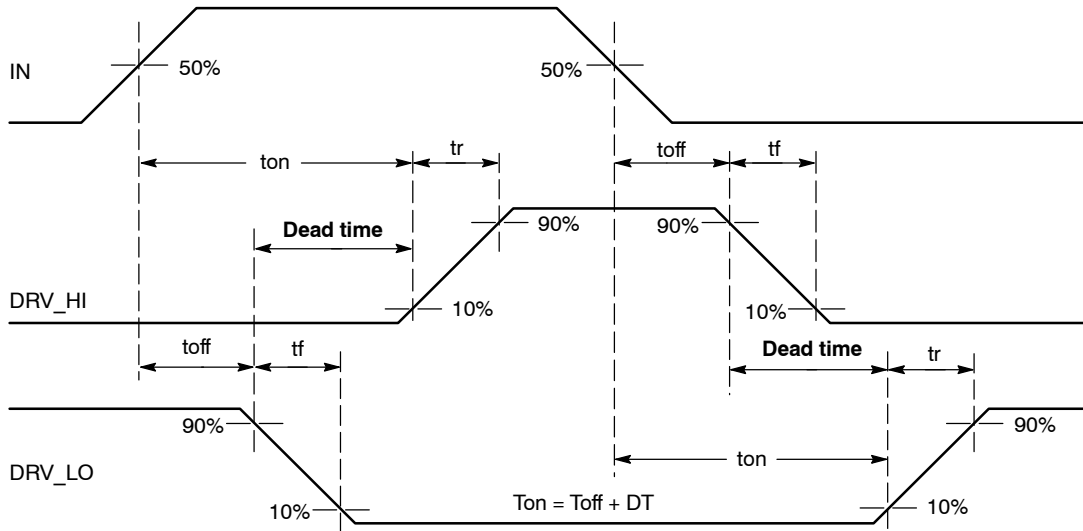 IN
50%
50%
ton
tr
toff
tf
Dead time
90%
90%
DRV_HI
10%
10%
toff
tf
Dead time
tr
90%
90%
DRV_LO
ton
10%
Ton = Toff + DT
10%